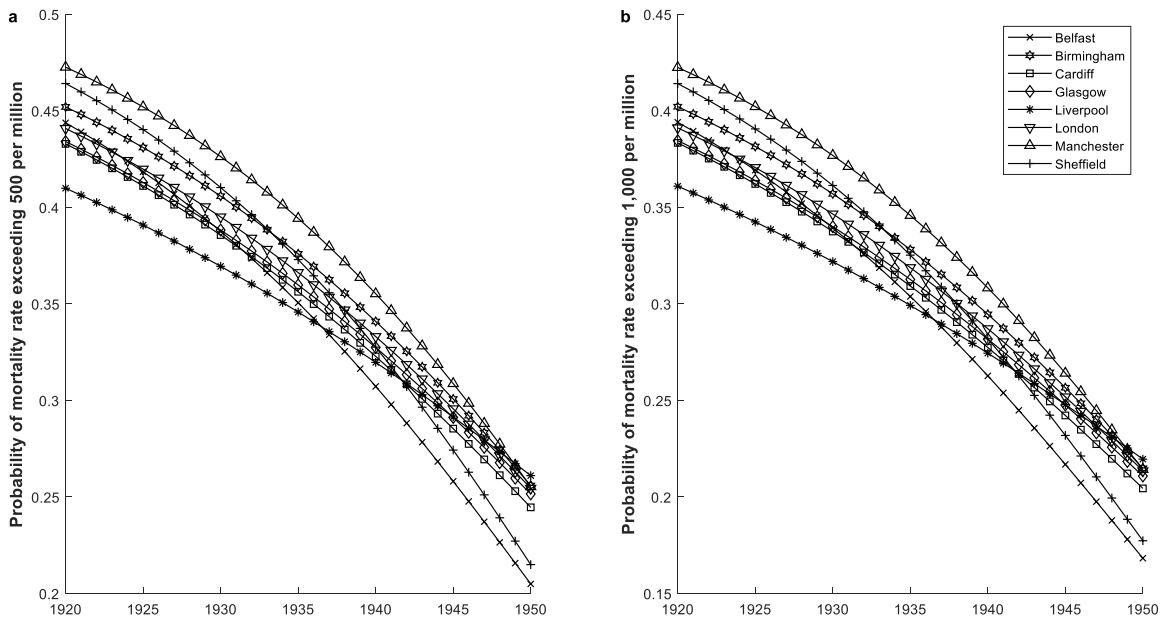 a
Probability of mortality rate exceeding 500 per million
0.5
0.45
0.4
0.35
0.3
0.25
0.2
1920
1925
1930
1935
1940
1945
1950
b
Probability of mortality rate exceeding 1,000 per million
0.45
0.4
0.35
0.3
0.25
0.2
0.15
1920
1925
1930
1935
1940
1945
1950
Belfast
Birmingham
Cardiff
Glasgow
Liverpool
London
Manchester
Sheffield